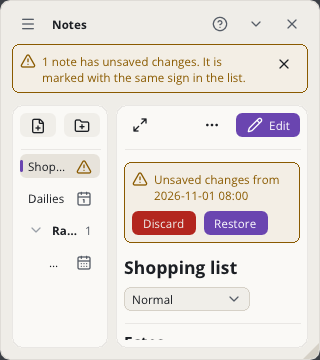 Notes
1 note has unsaved changes. It is
marked with the same sign in the list.
Edit
Shop...
Unsaved changes from
2026-11-01 08:00
Dailies
Discard
Restore
Ra...
1
...
Shopping list
Normal